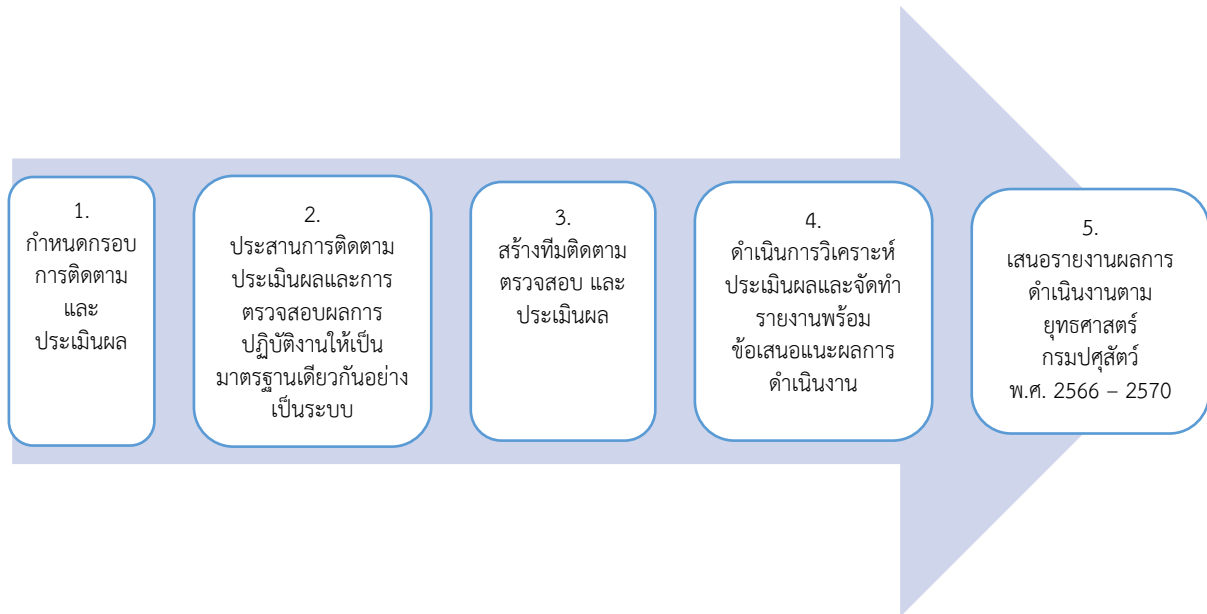 1.
กำหนดกรอบ
การติดตาม
และ
ประเมินผล
2.
ประสานการติดตาม
ประเมินผลและการ
ตรวจสอบผลการ
ปฏิบัติงานให้เป็น
มาตรฐานเดียวกันอย่าง
เป็นระบบ
3.
สร้างทีมติดตาม
ตรวจสอบ และ
ประเมินผล
4.
ดำเนินการวิเคราะห์
ประเมินผลและจัดทำ
รายงานพร้อม
ข้อเสนอแนะผลการ
ดำเนินงาน
5.
เสนอรายงานผลการ
ดำเนินงานตาม
ยุทธศาสตร์
กรมปศุสัตว์
พ.ศ. 2566 – 2570